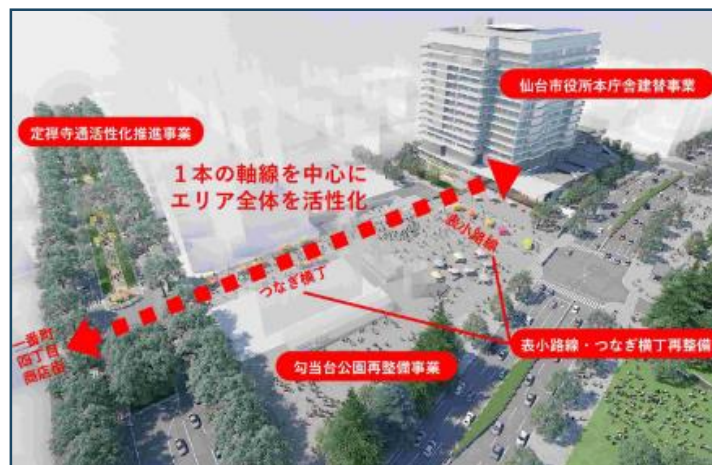 仙台市役所本庁舎建替事業
定禅寺通活性化推進事業
1本の軸線を中心に
エリア全体を活性化
表小路線
つなぎ横丁
一番町
四丁目
商店街
表小路線・つなぎ横丁再整備
勾当台公園再整備事業